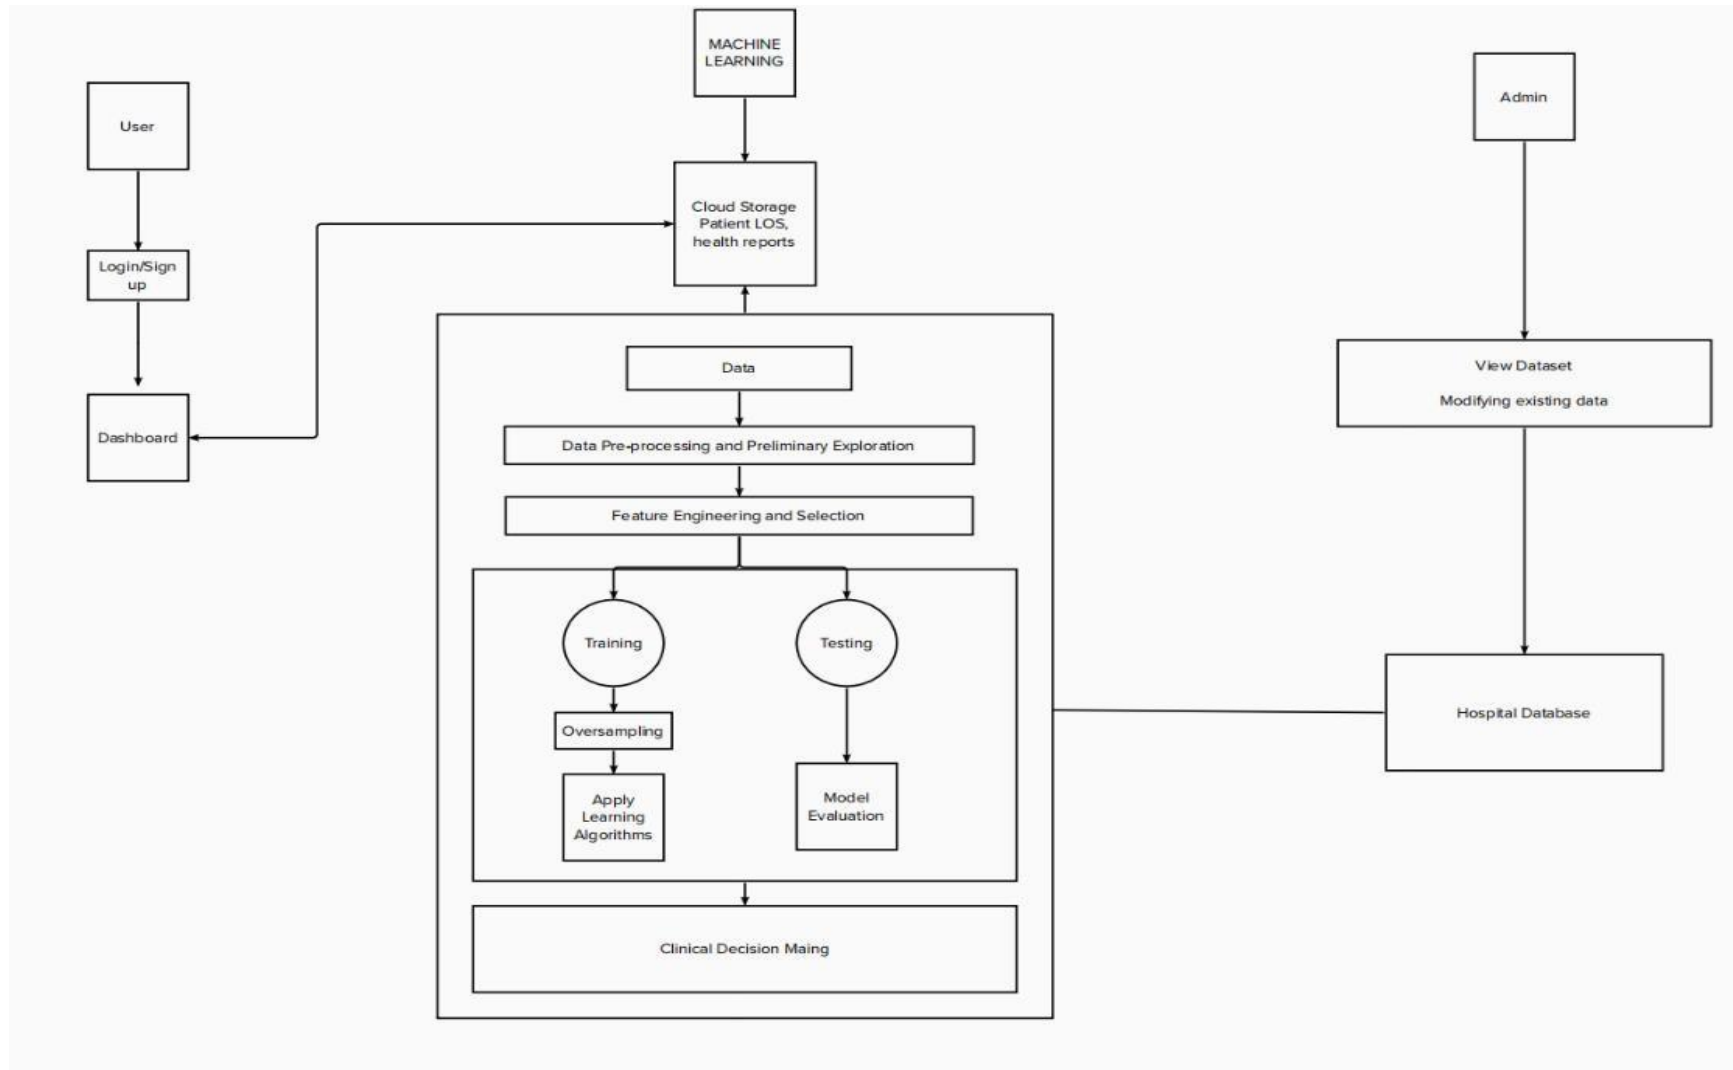 MACHINE
LEARNING
User
Admin
Cloud Storage
Patient LOS,
health reports
Login/Sign
up
Dashboard
Data
Data Pre-processing and Preliminary Exploration
Feature Engineering and Selection
Training
Testing
Oversampling
Apply
Learning
Algorithms
Model
Evaluation
Clinical Decision Maing
View Dataset
Modifying existing data
Hospital Database